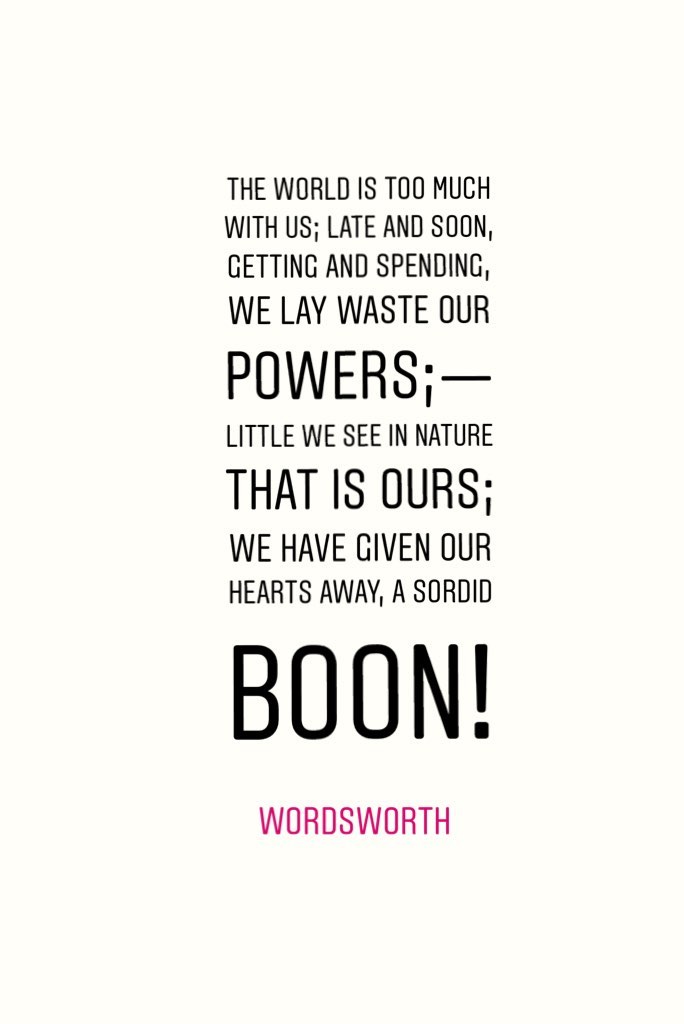 THE WORLD IS TOO MUCH
WITH US; LATE AND SOON,
GETTING AND SPENDING,
WE LAY WASTE OUR
POWERS;—
LITTLE WE SEE IN NATURE
THAT IS OURS;
WE HAVE GIVEN OUR
HEARTS AWAY, A SORDID
BOON!
WORDSWORTH